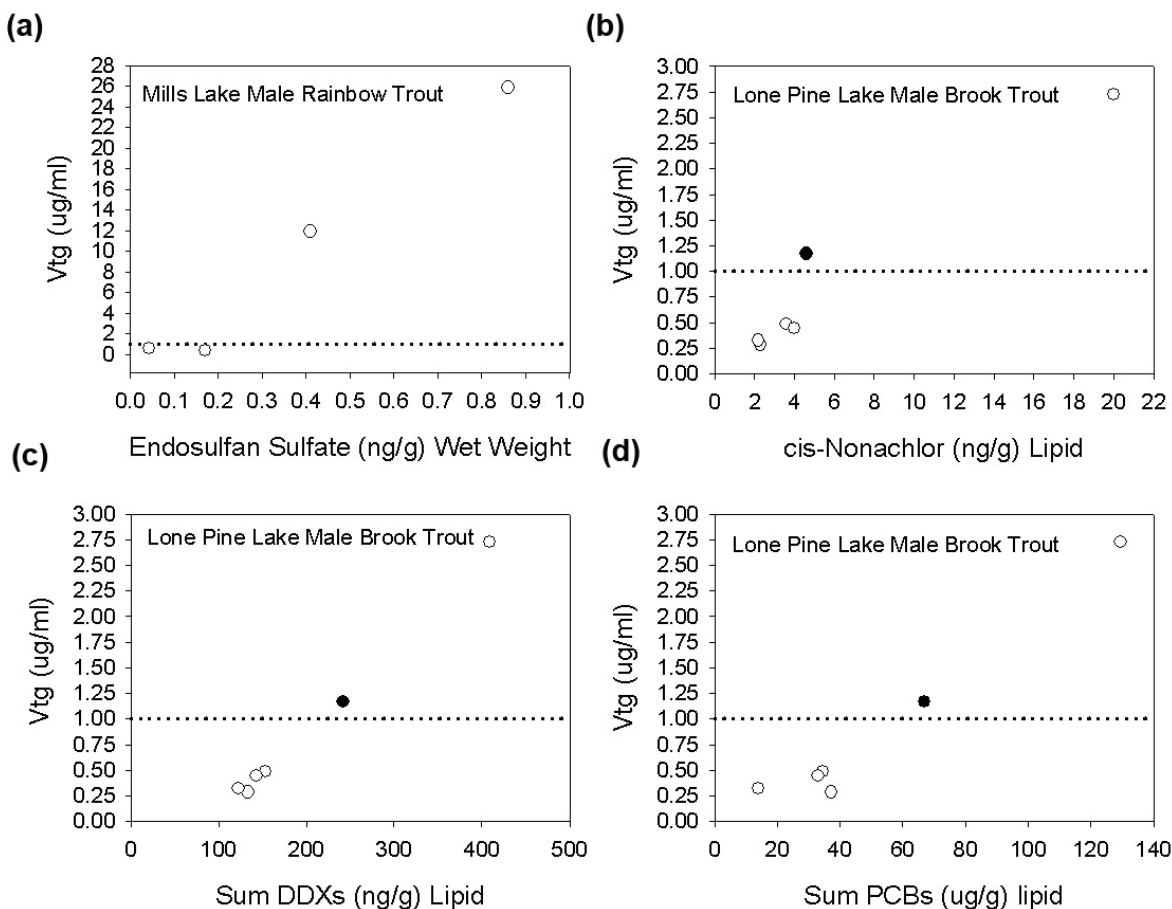 (a)
28
26
24
22
20
18
16
14
12
10
8
6
4
2
0
Vtg (ug/ml)
Mills Lake Male Rainbow Trout
0.0 0.1 0.2 0.3 0.4 0.5 0.6 0.7 0.8 0.9 1.0
Endosulfan Sulfate (ng/g) Wet Weight
(b)
3.00
2.75
2.50
2.25
2.00
1.75
1.50
1.25
1.00
0.75
0.50
0.25
0.00
Vtg (ug/ml)
Lone Pine Lake Male Brook Trout
0 2 4 6 8 10 12 14 16 18 20 22
cis-Nonachlor (ng/g) Lipid
(c)
3.00
2.75
2.50
2.25
2.00
1.75
1.50
1.25
1.00
0.75
0.50
0.25
0.00
Vtg (ug/ml)
Lone Pine Lake Male Brook Trout
0 100 200 300 400 500
Sum DDXs (ng/g) Lipid
(d)
3.00
2.75
2.50
2.25
2.00
1.75
1.50
1.25
1.00
0.75
0.50
0.25
0.00
Vtg (ug/ml)
Lone Pine Lake Male Brook Trout
0 20 40 60 80 100 120 140
Sum PCBs (ug/g) lipid